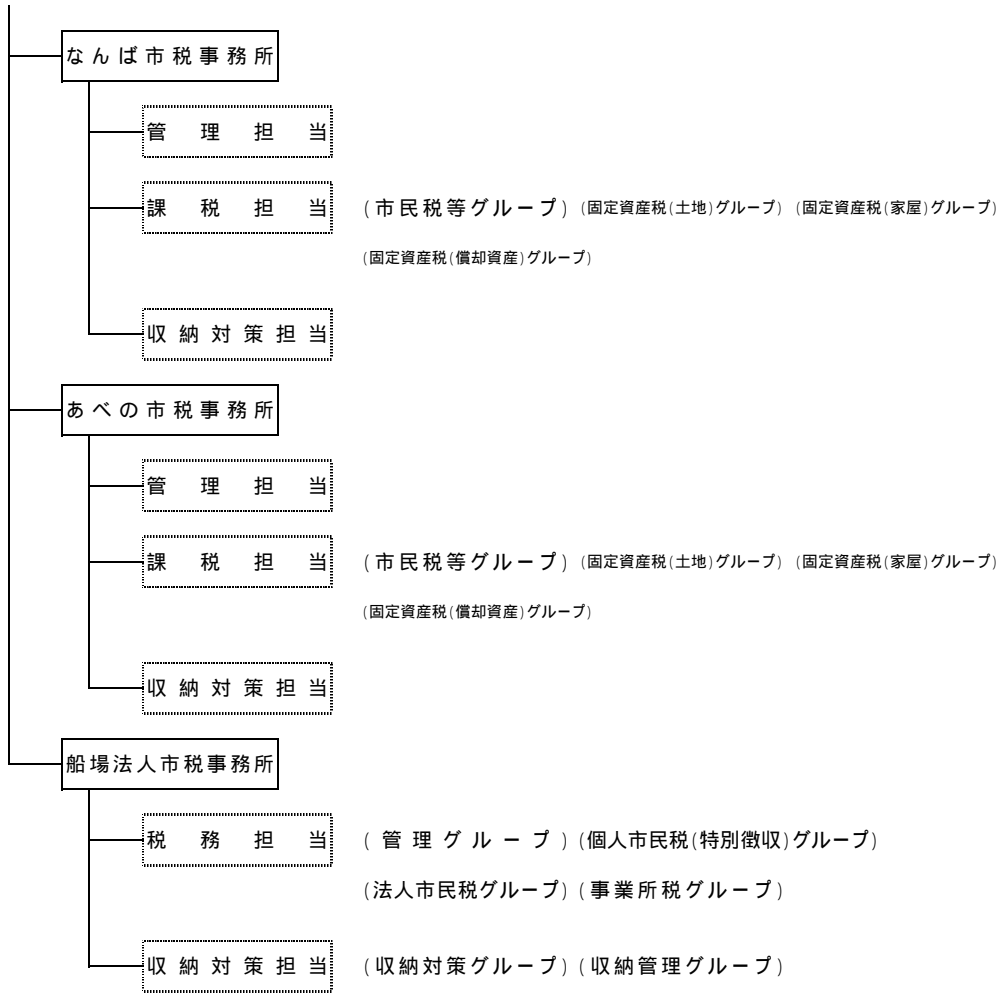 なんば市税事務所
管理担当
課税担当 (市民税等グループ) (固定資産税(土地)グループ) (固定資産税(家屋)グループ)
(固定資産税(償却資産)グループ)
収納対策担当
あべの市税事務所
管理担当
課税担当 (市民税等グループ) (固定資産税(土地)グループ) (固定資産税(家屋)グループ)
(固定資産税(償却資産)グループ)
収納対策担当
船場法人市税事務所
税務担当 (管理グループ) (個人市民税(特別徴収)グループ)
(法人市民税グループ) (事業所税グループ)
収納対策担当 (収納対策グループ) (収納管理グループ)